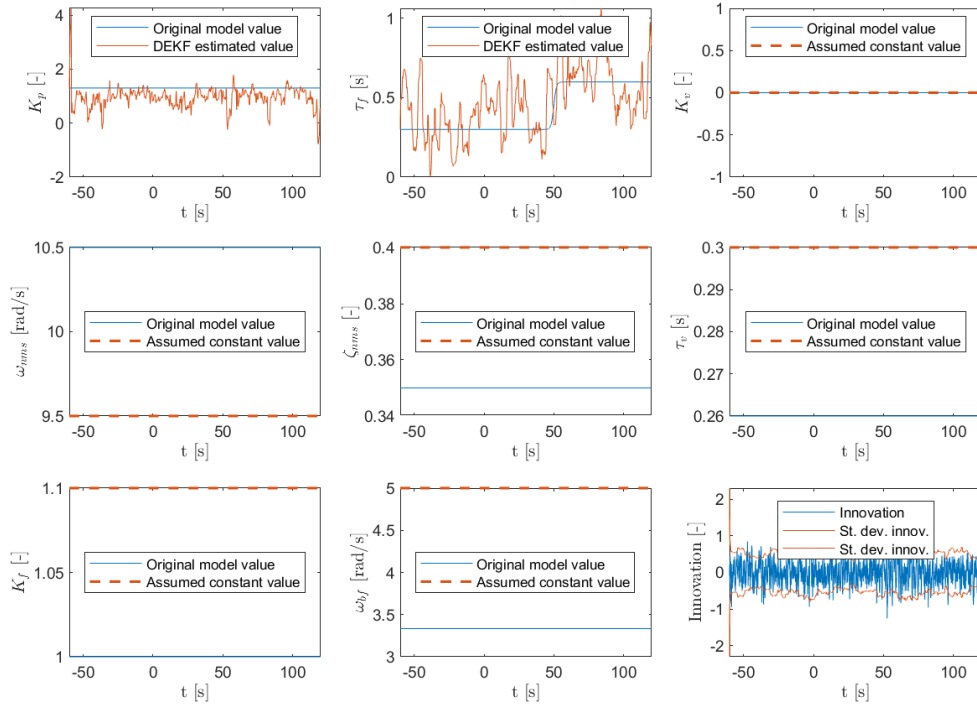 Original model value
DEKF estimated value
4
2
0
-2
K_p [-]
-50 0 50 100
t [s]
Original model value
DEKF estimated value
1
0.5
0
τ_f [s]
-50 0 50 100
t [s]
Original model value
Assumed constant value
1
0.5
0
-0.5
-1
K_v [-]
-50 0 50 100
t [s]
10.5
10
9.5
ω_nms [rad/s]
Original model value
Assumed constant value
-50 0 50 100
t [s]
0.4
0.38
0.36
0.34
ζ_nms [-]
Original model value
Assumed constant value
-50 0 50 100
t [s]
0.3
0.29
0.28
0.27
0.26
τ_v [s]
Original model value
Assumed constant value
-50 0 50 100
t [s]
1.1
1.05
1
K_f [-]
Original model value
Assumed constant value
-50 0 50 100
t [s]
5
4.5
4
3.5
3
ω_bf [rad/s]
Original model value
Assumed constant value
-50 0 50 100
t [s]
2
1
0
-1
-2
Innovation [-]
Innovation
St. dev. innov.
St. dev. innov.
-50 0 50 100
t [s]